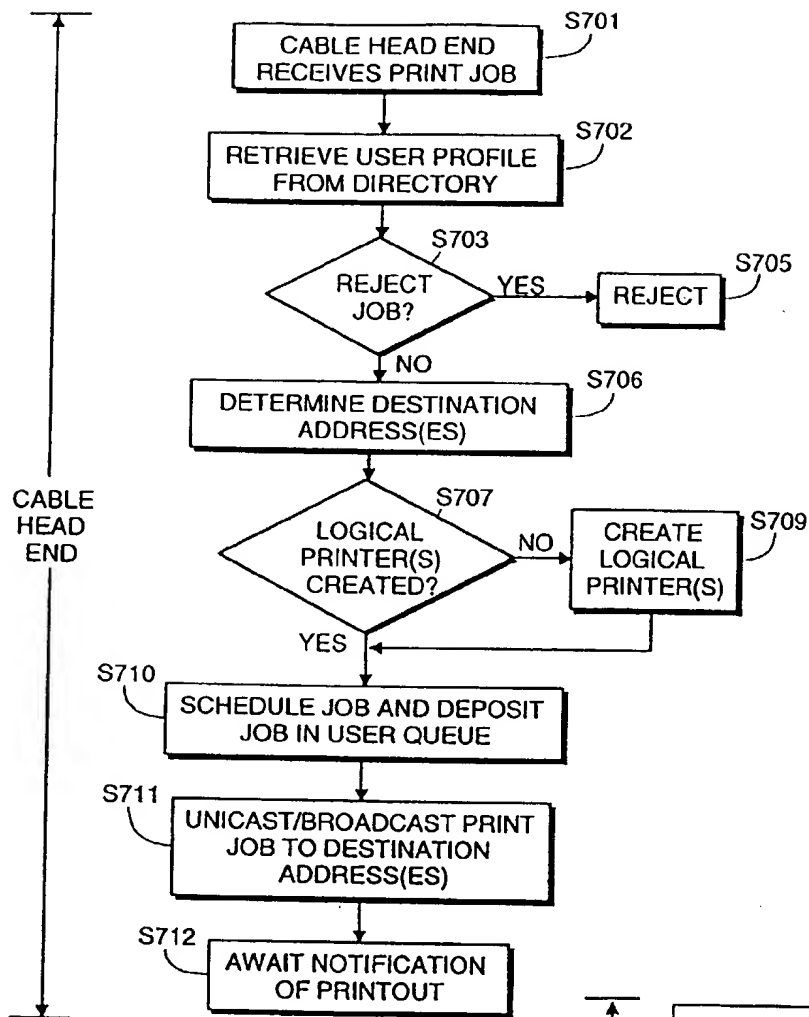 S701
CABLE HEAD END
RECEIVES PRINT JOB
S702
RETRIEVE USER PROFILE
FROM DIRECTORY
S703
REJECT
JOB?
YES
S705
REJECT
NO
S706
DETERMINE DESTINATION
ADDRESS(ES)
CABLE
HEAD
END
S707
LOGICAL
PRINTER(S)
CREATED?
NO
S709
CREATE
LOGICAL
PRINTER(S)
YES
S710
SCHEDULE JOB AND DEPOSIT
JOB IN USER QUEUE
S711
UNICAST/BROADCAST PRINT
JOB TO DESTINATION
ADDRESS(ES)
S712
AWAIT NOTIFICATION
OF PRINTOUT